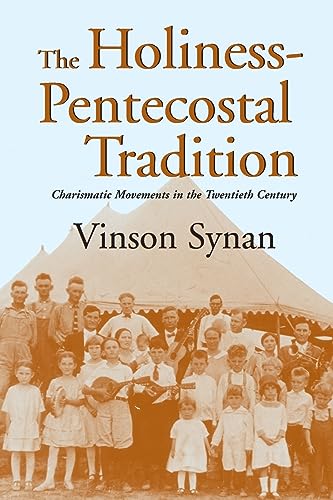 The Holiness-
Pentecostal
Tradition
Charismatic Movements in the Twentieth Century
Vinson Synan